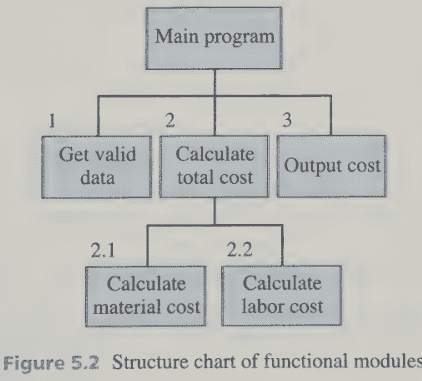 Main program
1
2
3
Get valid
data
Calculate
total cost
Output cost
2.1
2.2
Calculate
material cost
Calculate
labor cost
Figure 5.2 Structure chart of functional modules